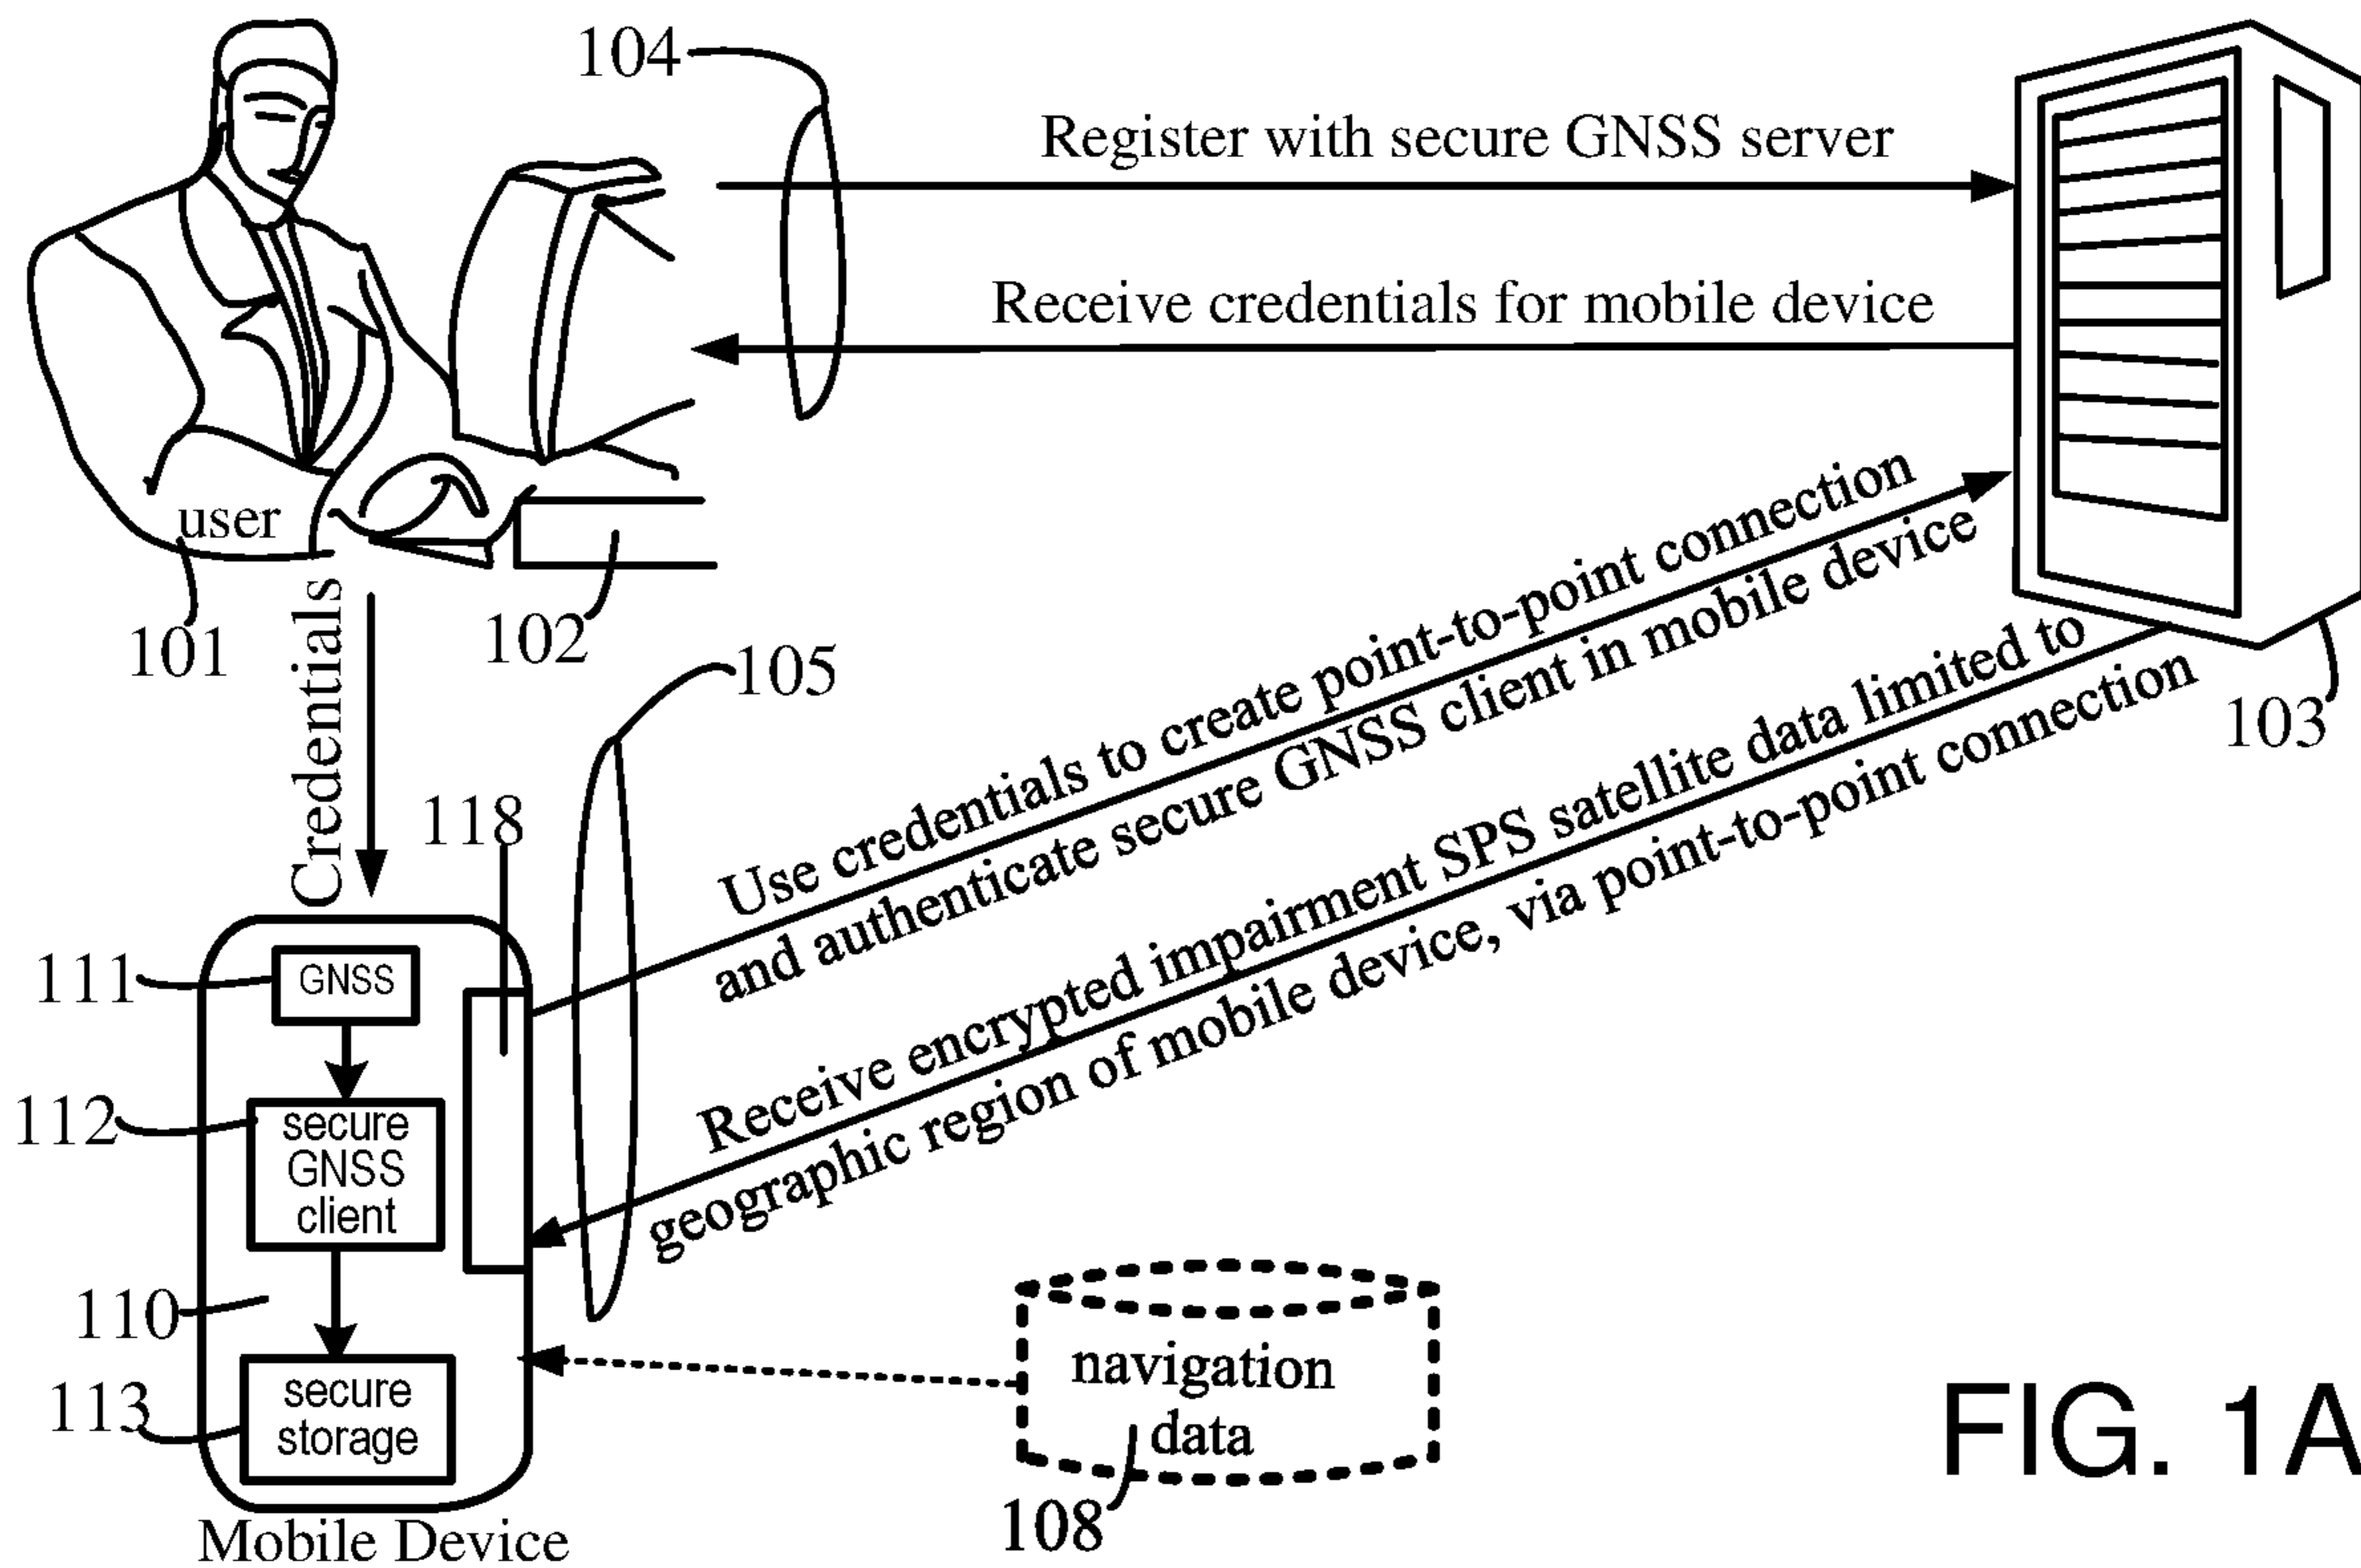 104
Register with secure GNSS server
Receive credentials for mobile device
user
101
102
103
Credentials
105
118
Use credentials to create point-to-point connection
and authenticate secure GNSS client in mobile device
Receive encrypted impairment SPS satellite data limited to
geographic region of mobile device, via point-to-point connection
111
GNSS
112
secure
GNSS
client
110
113
secure
storage
navigation
data
108
Mobile Device
FIG. 1A